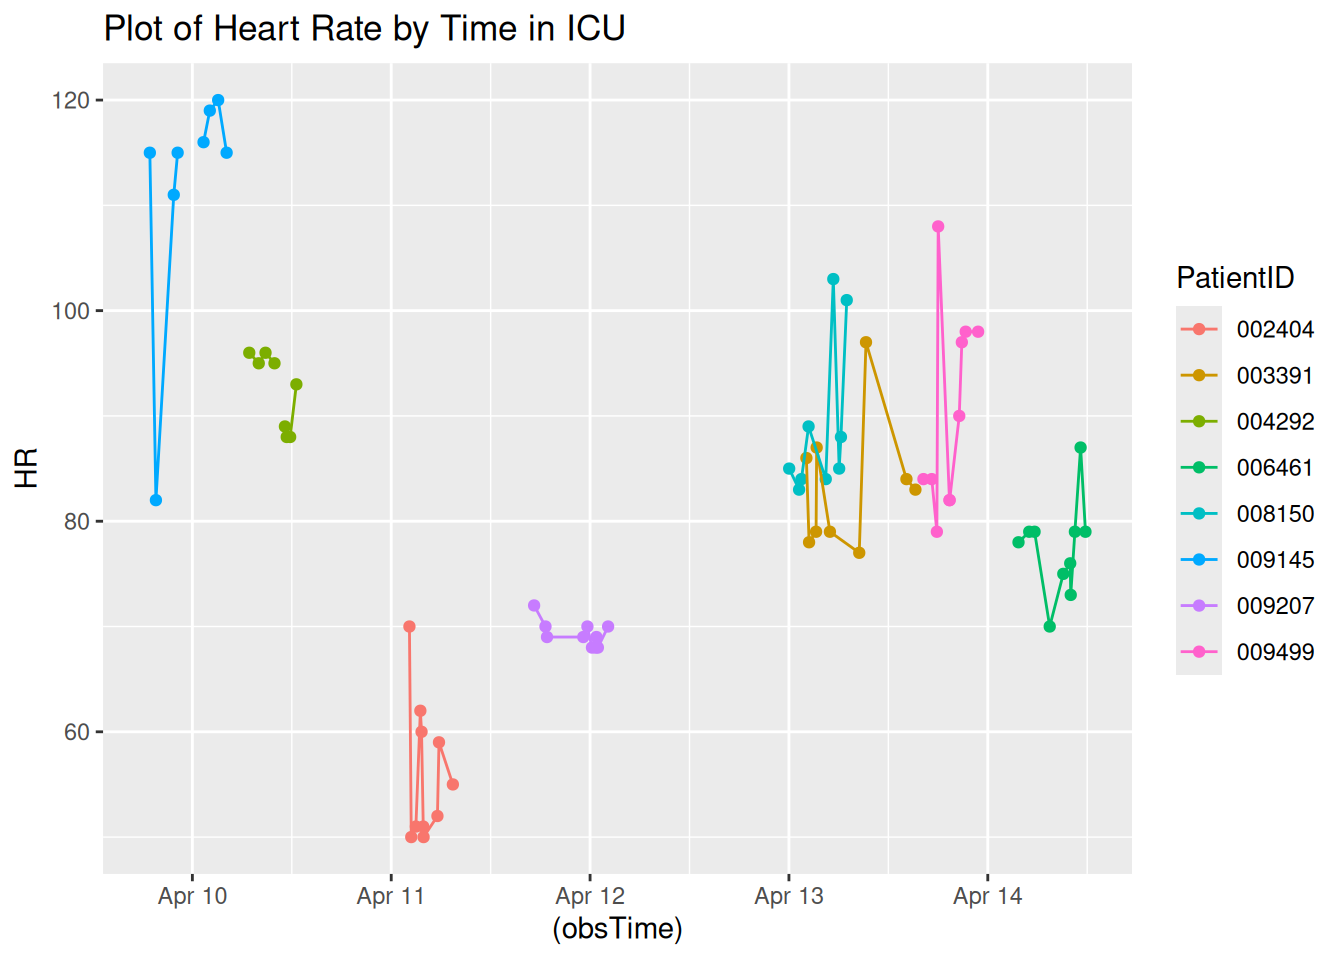 Plot of Heart Rate by Time in ICU
120
100
80
60
HR
Apr 10
Apr 11
Apr 12
Apr 13
Apr 14
(obsTime)
PatientID
002404
003391
004292
006461
008150
009145
009207
009499